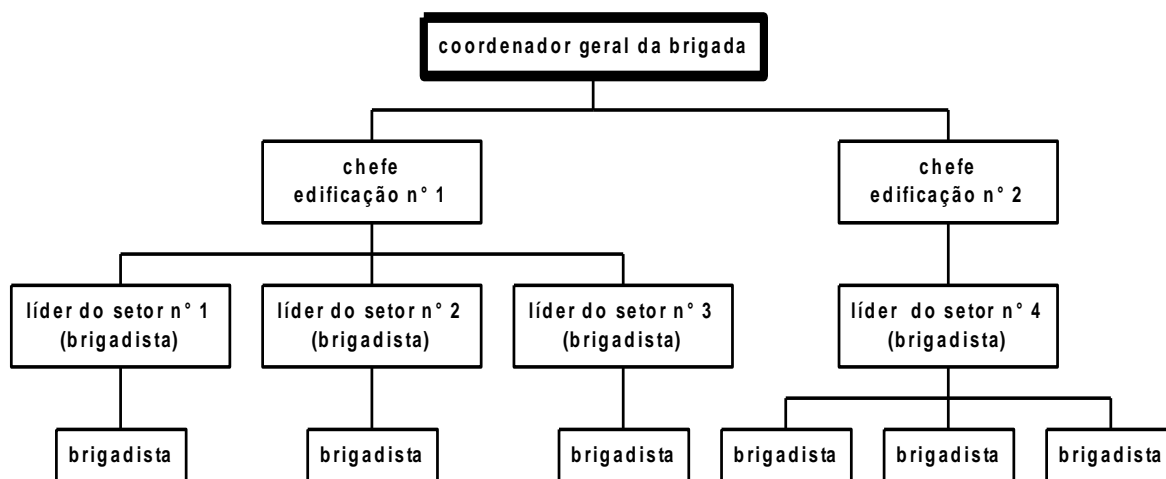 coordenador geral da brigada
chefe
edificação n° 1
chefe
edificação n° 2
líder do setor n° 1
(brigadista)
líder do setor n° 2
(brigadista)
líder do setor n° 3
(brigadista)
líder do setor n° 4
(brigadista)
brigadista
brigadista
brigadista
brigadista
brigadista
brigadista